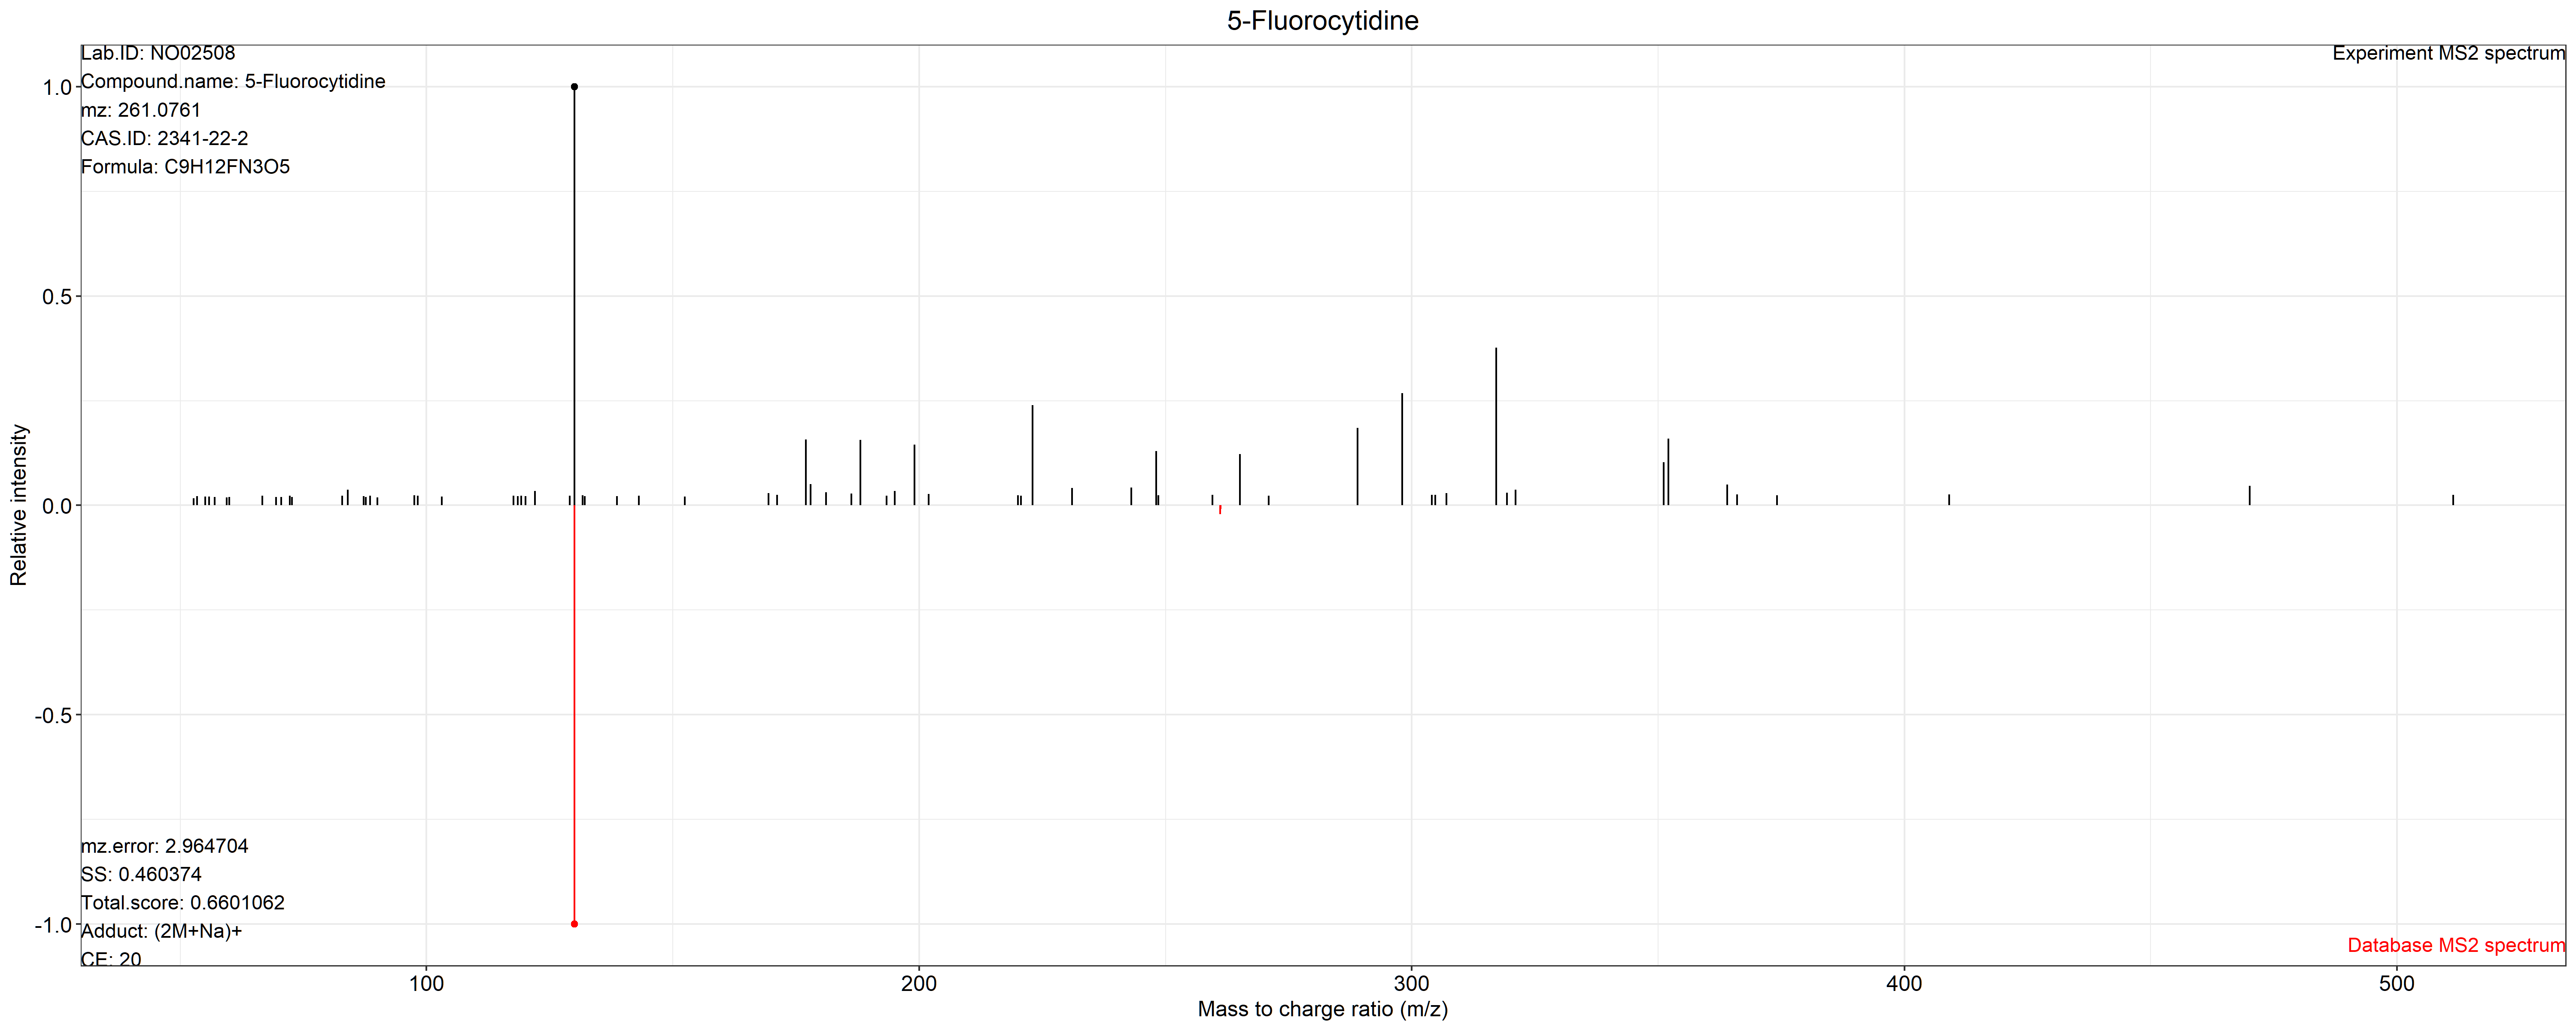 5-Fluorocytidine
Lab.ID: NO02508
Compound.name: 5-Fluorocytidine
mz: 261.0761
CAS.ID: 2341-22-2
Formula: C9H12FN3O5
Experiment MS2 spectrum
1.0
0.5
0.0
-0.5
-1.0
Relative intensity
mz.error: 2.964704
SS: 0.460374
Total.score: 0.6601062
Adduct: (2M+Na)+
CE: 20
Database MS2 spectrum
100
200
300
400
500
Mass to charge ratio (m/z)